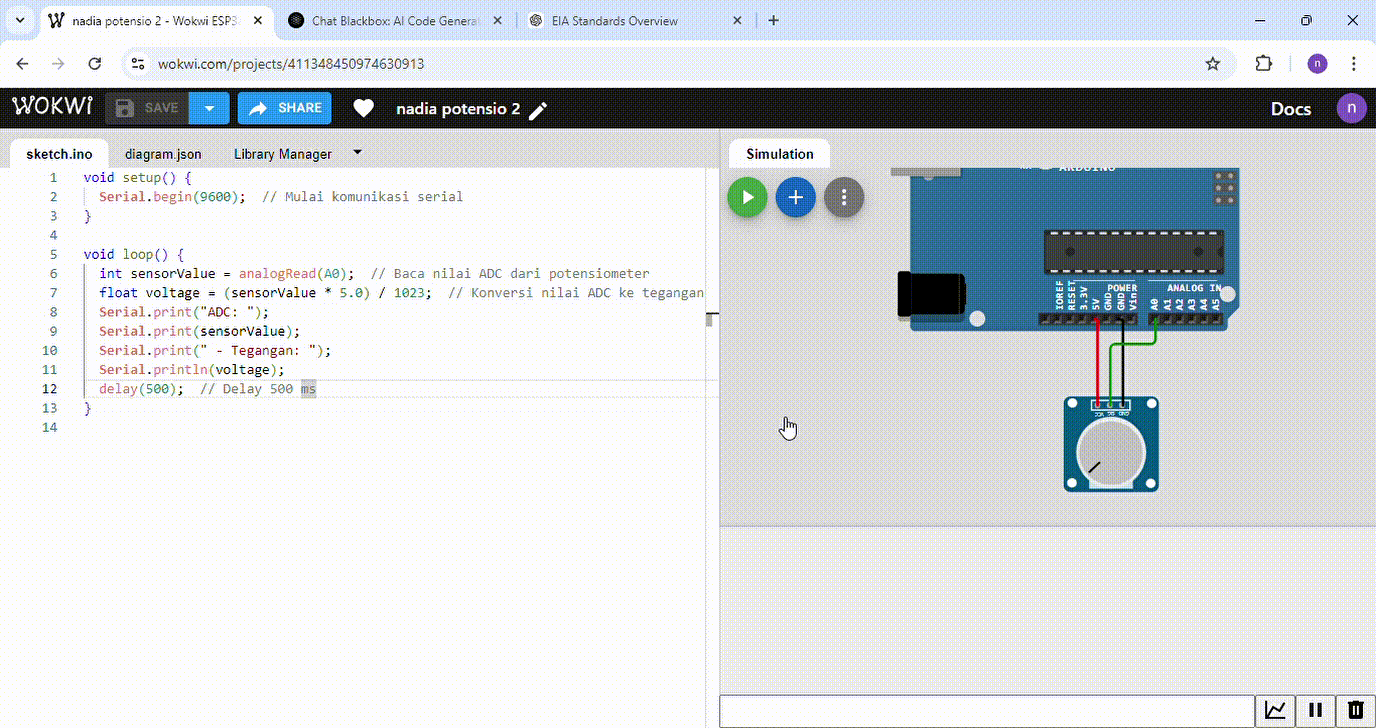 nadia potensio 2 - Wokwi ESP32
Chat Blackbox: AI Code Genera
EIA Standards Overview
wokwi.com/projects/411348450974630913
n
WOKWI
SAVE
SHARE
nadia potensio 2
Docs
n
sketch.ino
diagram.json
Library Manager
Simulation
1 void setup() {
2 Serial.begin(9600);  // Mulai komunikasi serial
3 }
4
5 void loop() {
6 int sensorValue = analogRead(A0);  // Baca nilai ADC dari potensiometer
7 float voltage = (sensorValue * 5.0) / 1023;  // Konversi nilai ADC ke tegangan
8 Serial.print("ADC: ");
9 Serial.print(sensorValue);
10 Serial.print(" - Tegangan: ");
11 Serial.println(voltage);
12 delay(500);  // Delay 500 ms
13 }
14
ARDUINO
POWER
ANALOG IN
IOREF
RESET
3.3V
5V
GND
GND
Vin
A0
A1
A2
A3
A4
A5
VCC
SIG
GND